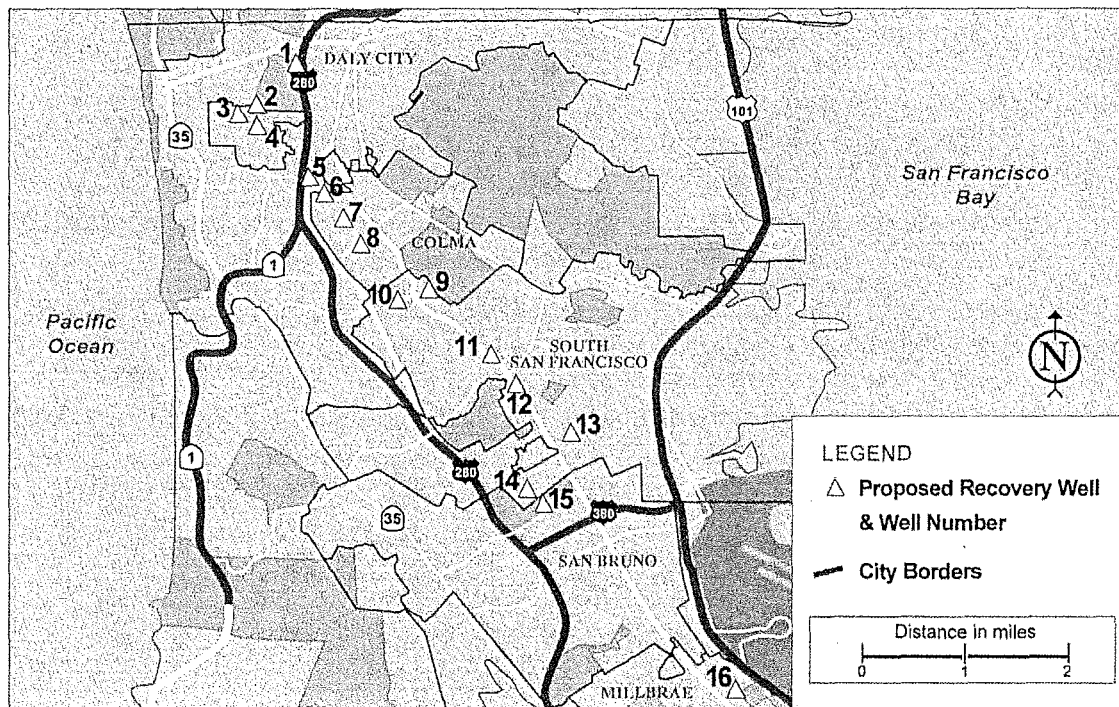 1
280
DALY CITY
101
2
3
4
35
San Francisco
Bay
5
6
7
8
COLMA
1
9
10
Pacific
Ocean
11
SOUTH
SAN FRANCISCO
N
12
13
1
280
14
15
380
35
SAN BRUNO
MILLBRAE
16
LEGEND
Proposed Recovery Well
& Well Number
City Borders
Distance in miles
0 1 2